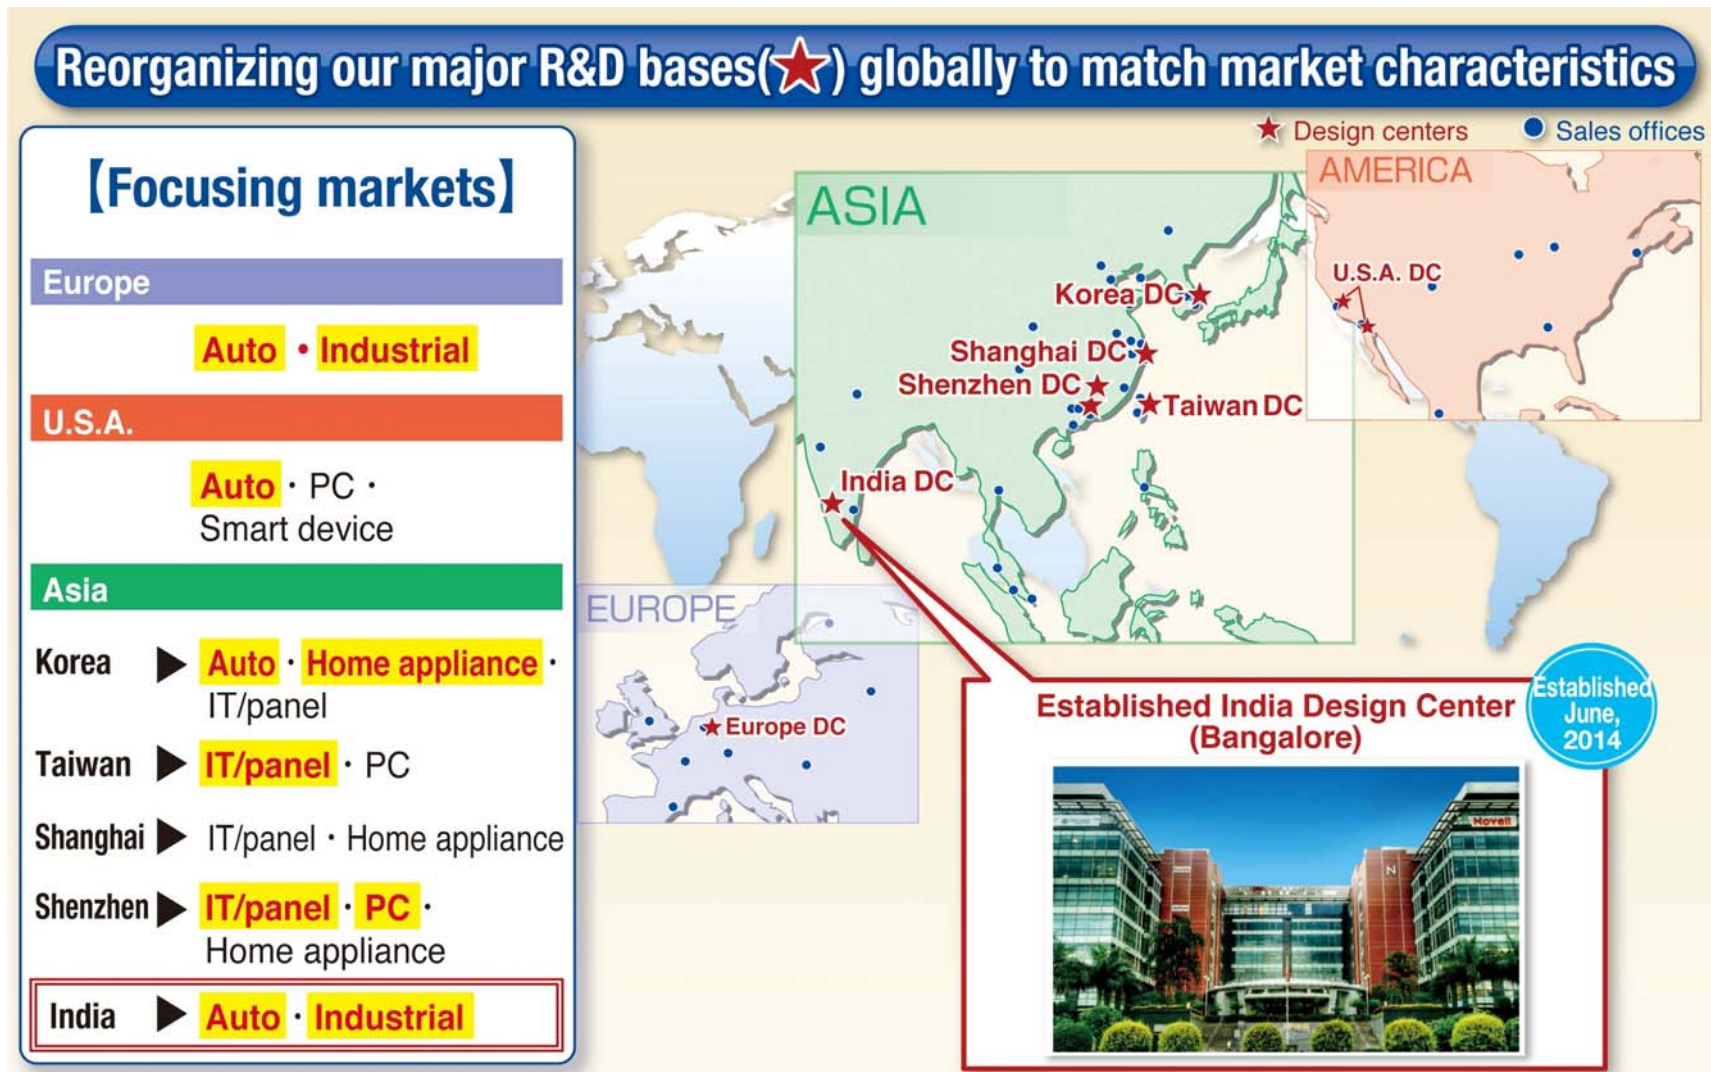 Reorganizing our major R&D bases(★) globally to match market characteristics
★ Design centers ● Sales offices
【Focusing markets】
Europe
Auto・Industrial
U.S.A.
Auto・PC・
Smart device
Asia
Korea ▶ Auto・Home appliance・
IT/panel
Taiwan ▶ IT/panel・PC
Shanghai ▶ IT/panel・Home appliance
Shenzhen ▶ IT/panel・PC・
Home appliance
India ▶ Auto・Industrial
ASIA
Korea DC
Shanghai DC
Shenzhen DC
Taiwan DC
India DC
AMERICA
U.S.A. DC
EUROPE
Europe DC
Established India Design Center
(Bangalore)
Established
June,
2014
Novell
N